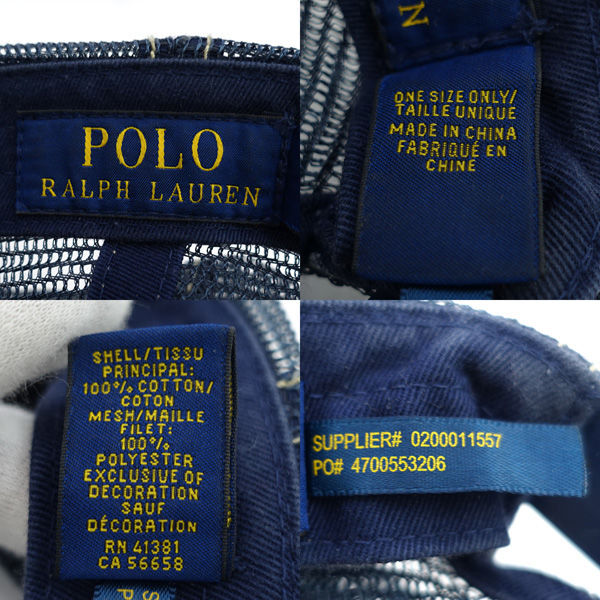 POLO
RALPH LAUREN
N
ONE SIZE ONLY/
TAILLE UNIQUE
MADE IN CHINA
FABRIQUÉ EN
CHINE
SHELL/TISSU
PRINCIPAL:
100% COTTON/
COTON
MESH/MAILLE
FILET:
100%
POLYESTER
EXCLUSIVE OF
DECORATION
SAUF
DÉCORATION
RN 41381
CA 56658
SUPPLIER# 0200011557
PO# 4700553206